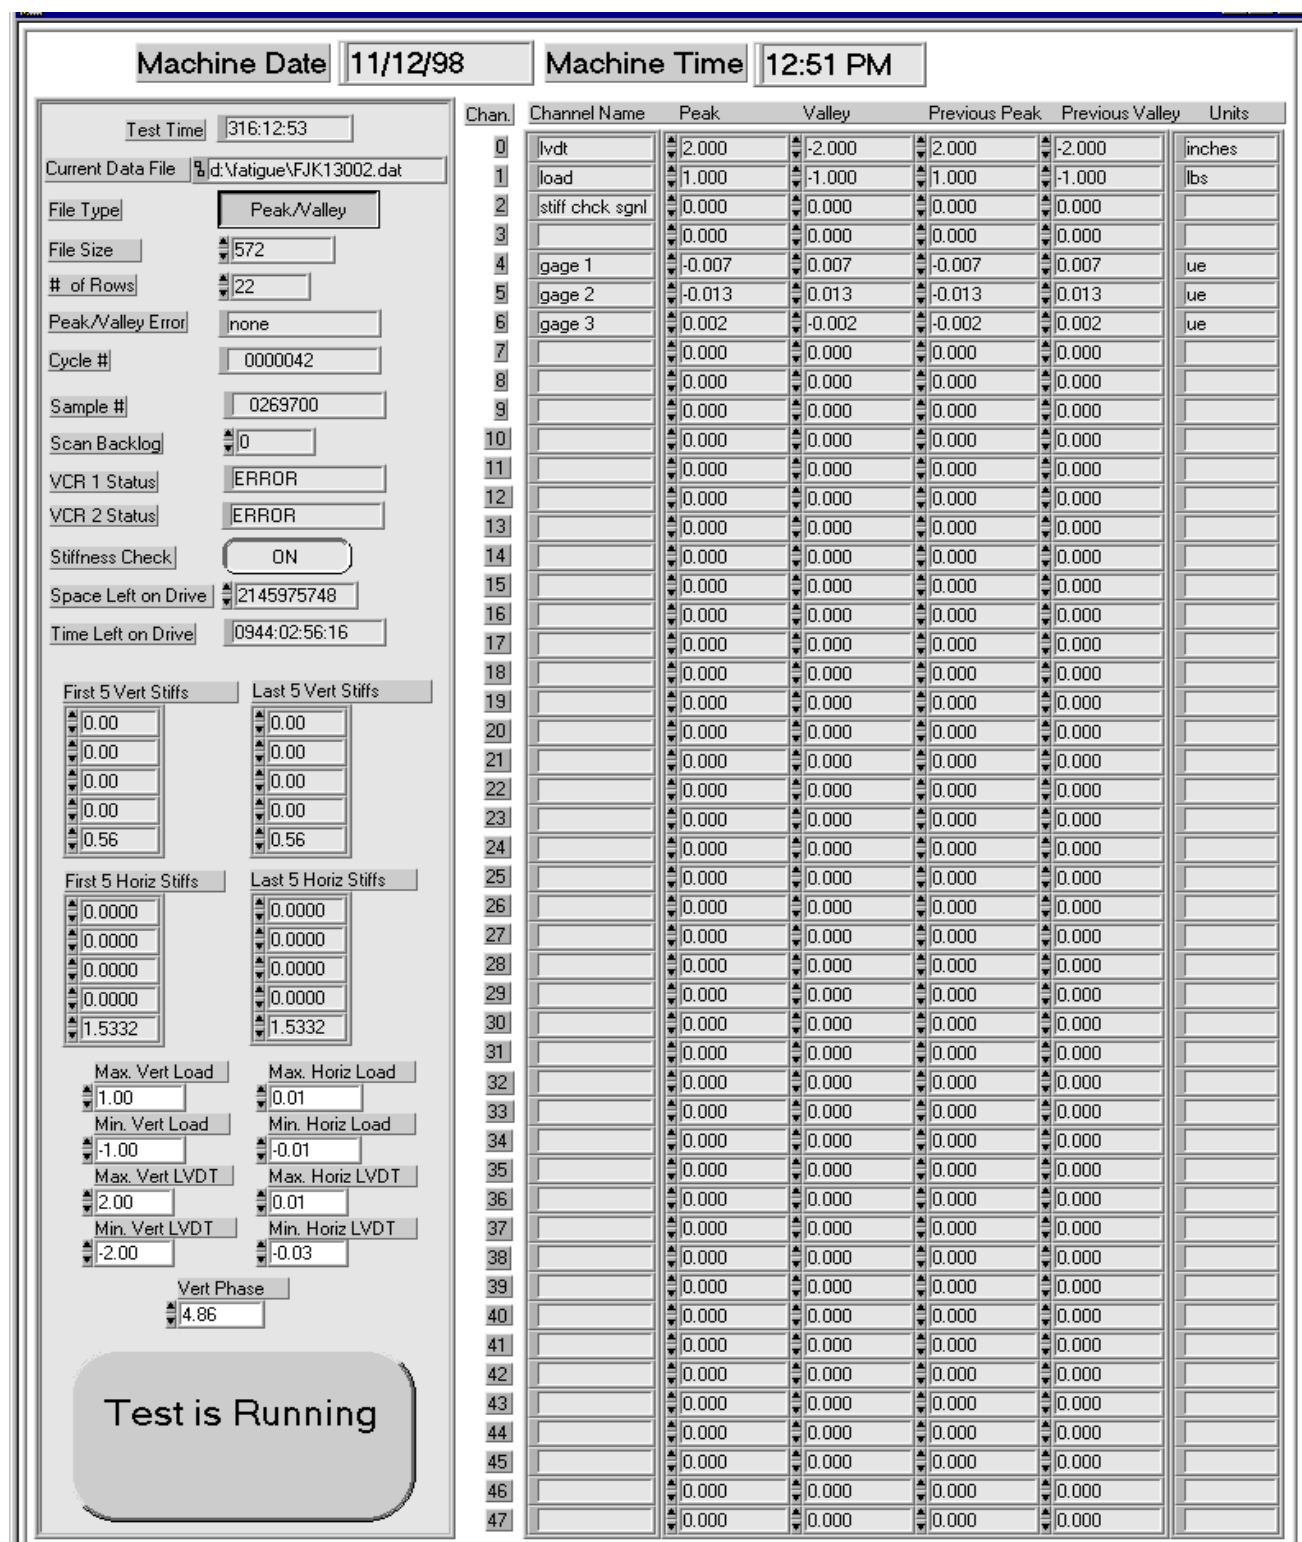 Machine Date 11/12/98 Machine Time 12:51 PM
Test Time 316:12:53
Current Data File d:\fatigue\FJK13002.dat
File Type Peak/Valley
File Size 572
# of Rows 22
Peak/Valley Error none
Cycle # 0000042
Sample # 0269700
Scan Backlog 0
VCR 1 Status ERROR
VCR 2 Status ERROR
Stiffness Check ON
Space Left on Drive 2145975748
Time Left on Drive 0944:02:56:16
First 5 Vert Stiffs Last 5 Vert Stiffs
0.00 0.00
0.00 0.00
0.00 0.00
0.00 0.00
0.56 0.56
First 5 Horiz Stiffs Last 5 Horiz Stiffs
0.0000 0.0000
0.0000 0.0000
0.0000 0.0000
0.0000 0.0000
1.5332 1.5332
Max. Vert Load Max. Horiz Load
1.00 0.01
Min. Vert Load Min. Horiz Load
-1.00 -0.01
Max. Vert LVDT Max. Horiz LVDT
2.00 0.01
Min. Vert LVDT Min. Horiz LVDT
-2.00 -0.03
Vert Phase
4.86
Test is Running
Chan. Channel Name Peak Valley Previous Peak Previous Valley Units
0 lvdt 2.000 -2.000 2.000 -2.000 inches
1 load 1.000 -1.000 1.000 -1.000 lbs
2 stiff chck sgnl 0.000 0.000 0.000 0.000
3 0.000 0.000 0.000 0.000
4 gage 1 -0.007 0.007 -0.007 0.007 ue
5 gage 2 -0.013 0.013 -0.013 0.013 ue
6 gage 3 0.002 -0.002 -0.002 0.002 ue
7 0.000 0.000 0.000 0.000
8 0.000 0.000 0.000 0.000
9 0.000 0.000 0.000 0.000
10 0.000 0.000 0.000 0.000
11 0.000 0.000 0.000 0.000
12 0.000 0.000 0.000 0.000
13 0.000 0.000 0.000 0.000
14 0.000 0.000 0.000 0.000
15 0.000 0.000 0.000 0.000
16 0.000 0.000 0.000 0.000
17 0.000 0.000 0.000 0.000
18 0.000 0.000 0.000 0.000
19 0.000 0.000 0.000 0.000
20 0.000 0.000 0.000 0.000
21 0.000 0.000 0.000 0.000
22 0.000 0.000 0.000 0.000
23 0.000 0.000 0.000 0.000
24 0.000 0.000 0.000 0.000
25 0.000 0.000 0.000 0.000
26 0.000 0.000 0.000 0.000
27 0.000 0.000 0.000 0.000
28 0.000 0.000 0.000 0.000
29 0.000 0.000 0.000 0.000
30 0.000 0.000 0.000 0.000
31 0.000 0.000 0.000 0.000
32 0.000 0.000 0.000 0.000
33 0.000 0.000 0.000 0.000
34 0.000 0.000 0.000 0.000
35 0.000 0.000 0.000 0.000
36 0.000 0.000 0.000 0.000
37 0.000 0.000 0.000 0.000
38 0.000 0.000 0.000 0.000
39 0.000 0.000 0.000 0.000
40 0.000 0.000 0.000 0.000
41 0.000 0.000 0.000 0.000
42 0.000 0.000 0.000 0.000
43 0.000 0.000 0.000 0.000
44 0.000 0.000 0.000 0.000
45 0.000 0.000 0.000 0.000
46 0.000 0.000 0.000 0.000
47 0.000 0.000 0.000 0.000